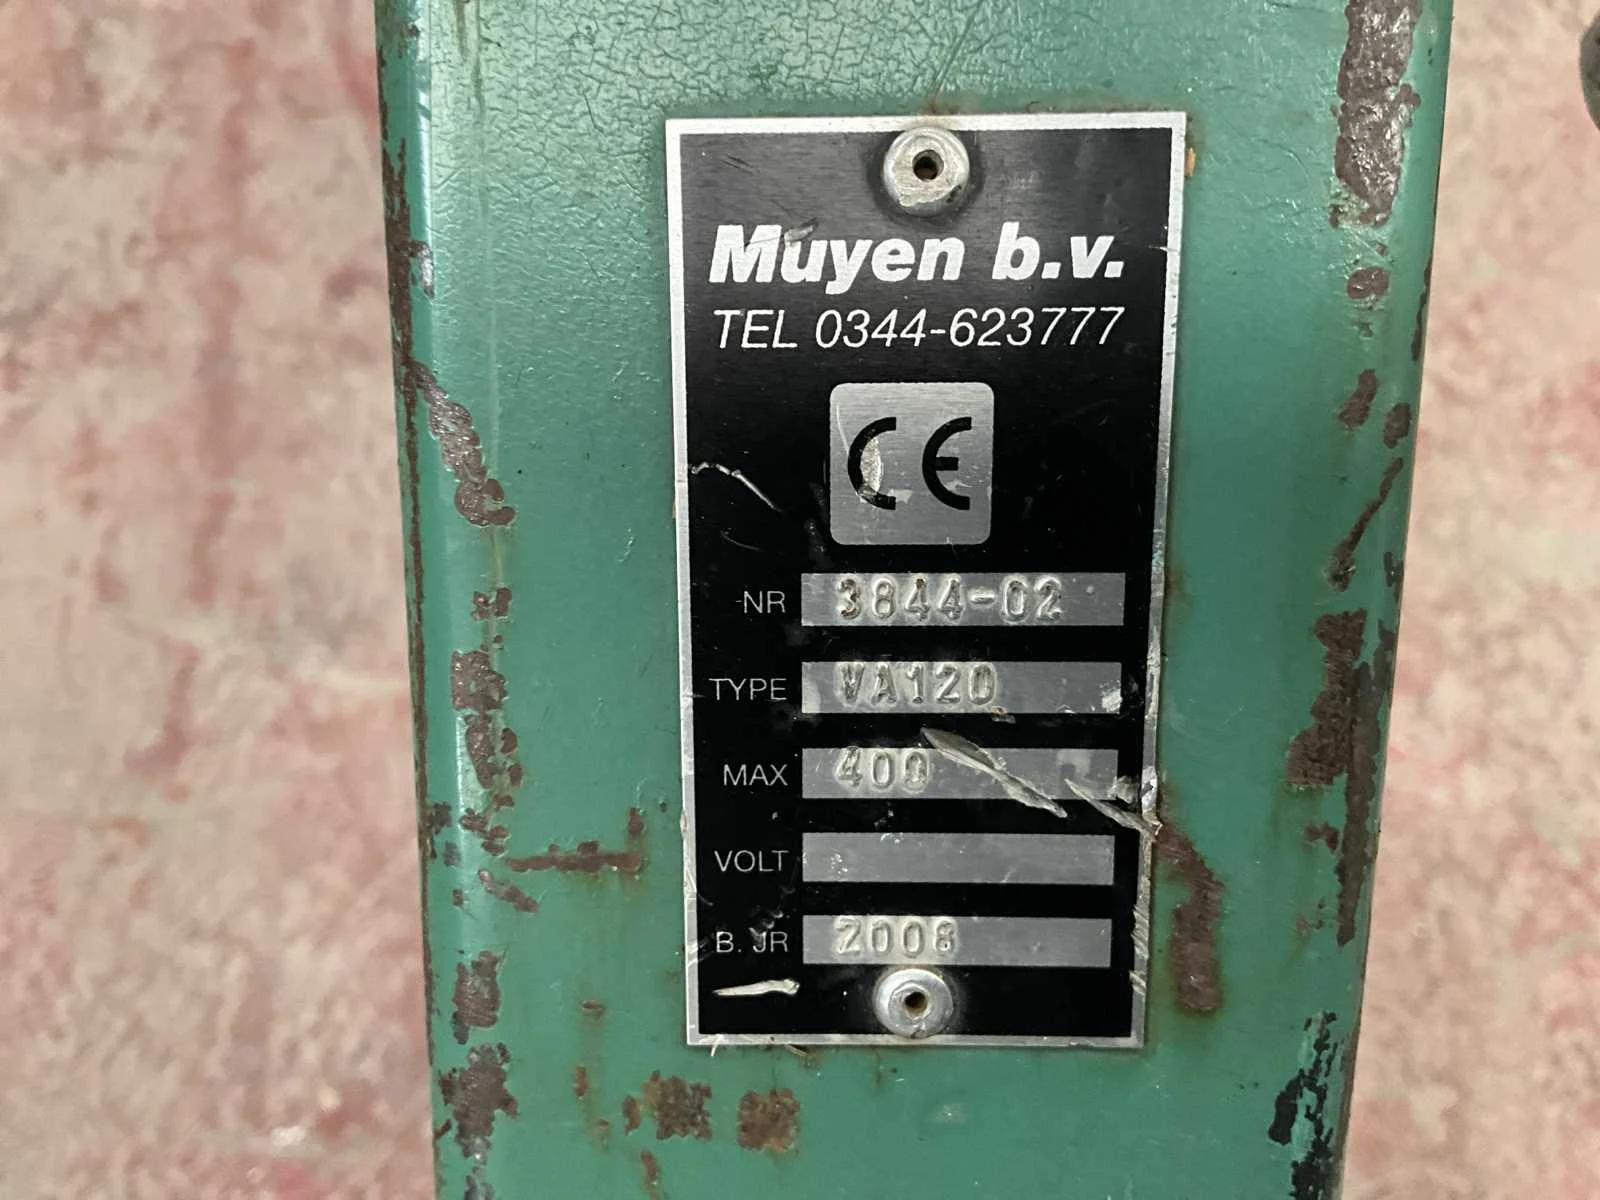 Muyen b.v.
TEL 0344-623777
CE
NR 3844-02
TYPE VA120
MAX 400
VOLT
B. JR 2008